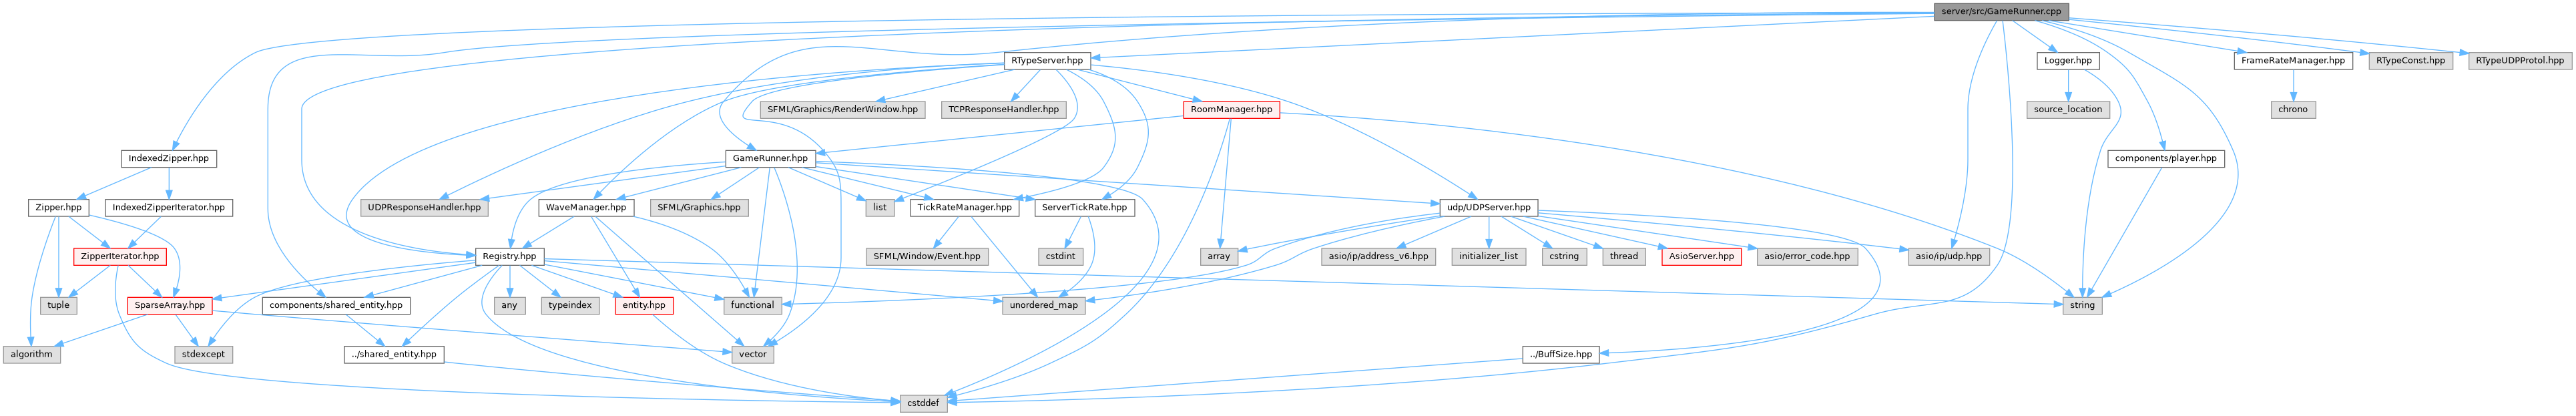 server/src/GameRunner.cpp
RTypeServer.hpp
Logger.hpp
FrameRateManager.hpp
RTypeConst.hpp
RTypeUDPProtol.hpp
SFML/Graphics/RenderWindow.hpp
TCPResponseHandler.hpp
RoomManager.hpp
source_location
chrono
IndexedZipper.hpp
GameRunner.hpp
components/player.hpp
Zipper.hpp
IndexedZipperIterator.hpp
UDPResponseHandler.hpp
WaveManager.hpp
SFML/Graphics.hpp
list
TickRateManager.hpp
ServerTickRate.hpp
udp/UDPServer.hpp
ZipperIterator.hpp
Registry.hpp
SFML/Window/Event.hpp
cstdint
array
asio/ip/address_v6.hpp
initializer_list
cstring
thread
AsioServer.hpp
asio/error_code.hpp
asio/ip/udp.hpp
tuple
SparseArray.hpp
components/shared_entity.hpp
any
typeindex
entity.hpp
functional
unordered_map
string
algorithm
stdexcept
../shared_entity.hpp
vector
../BuffSize.hpp
cstddef